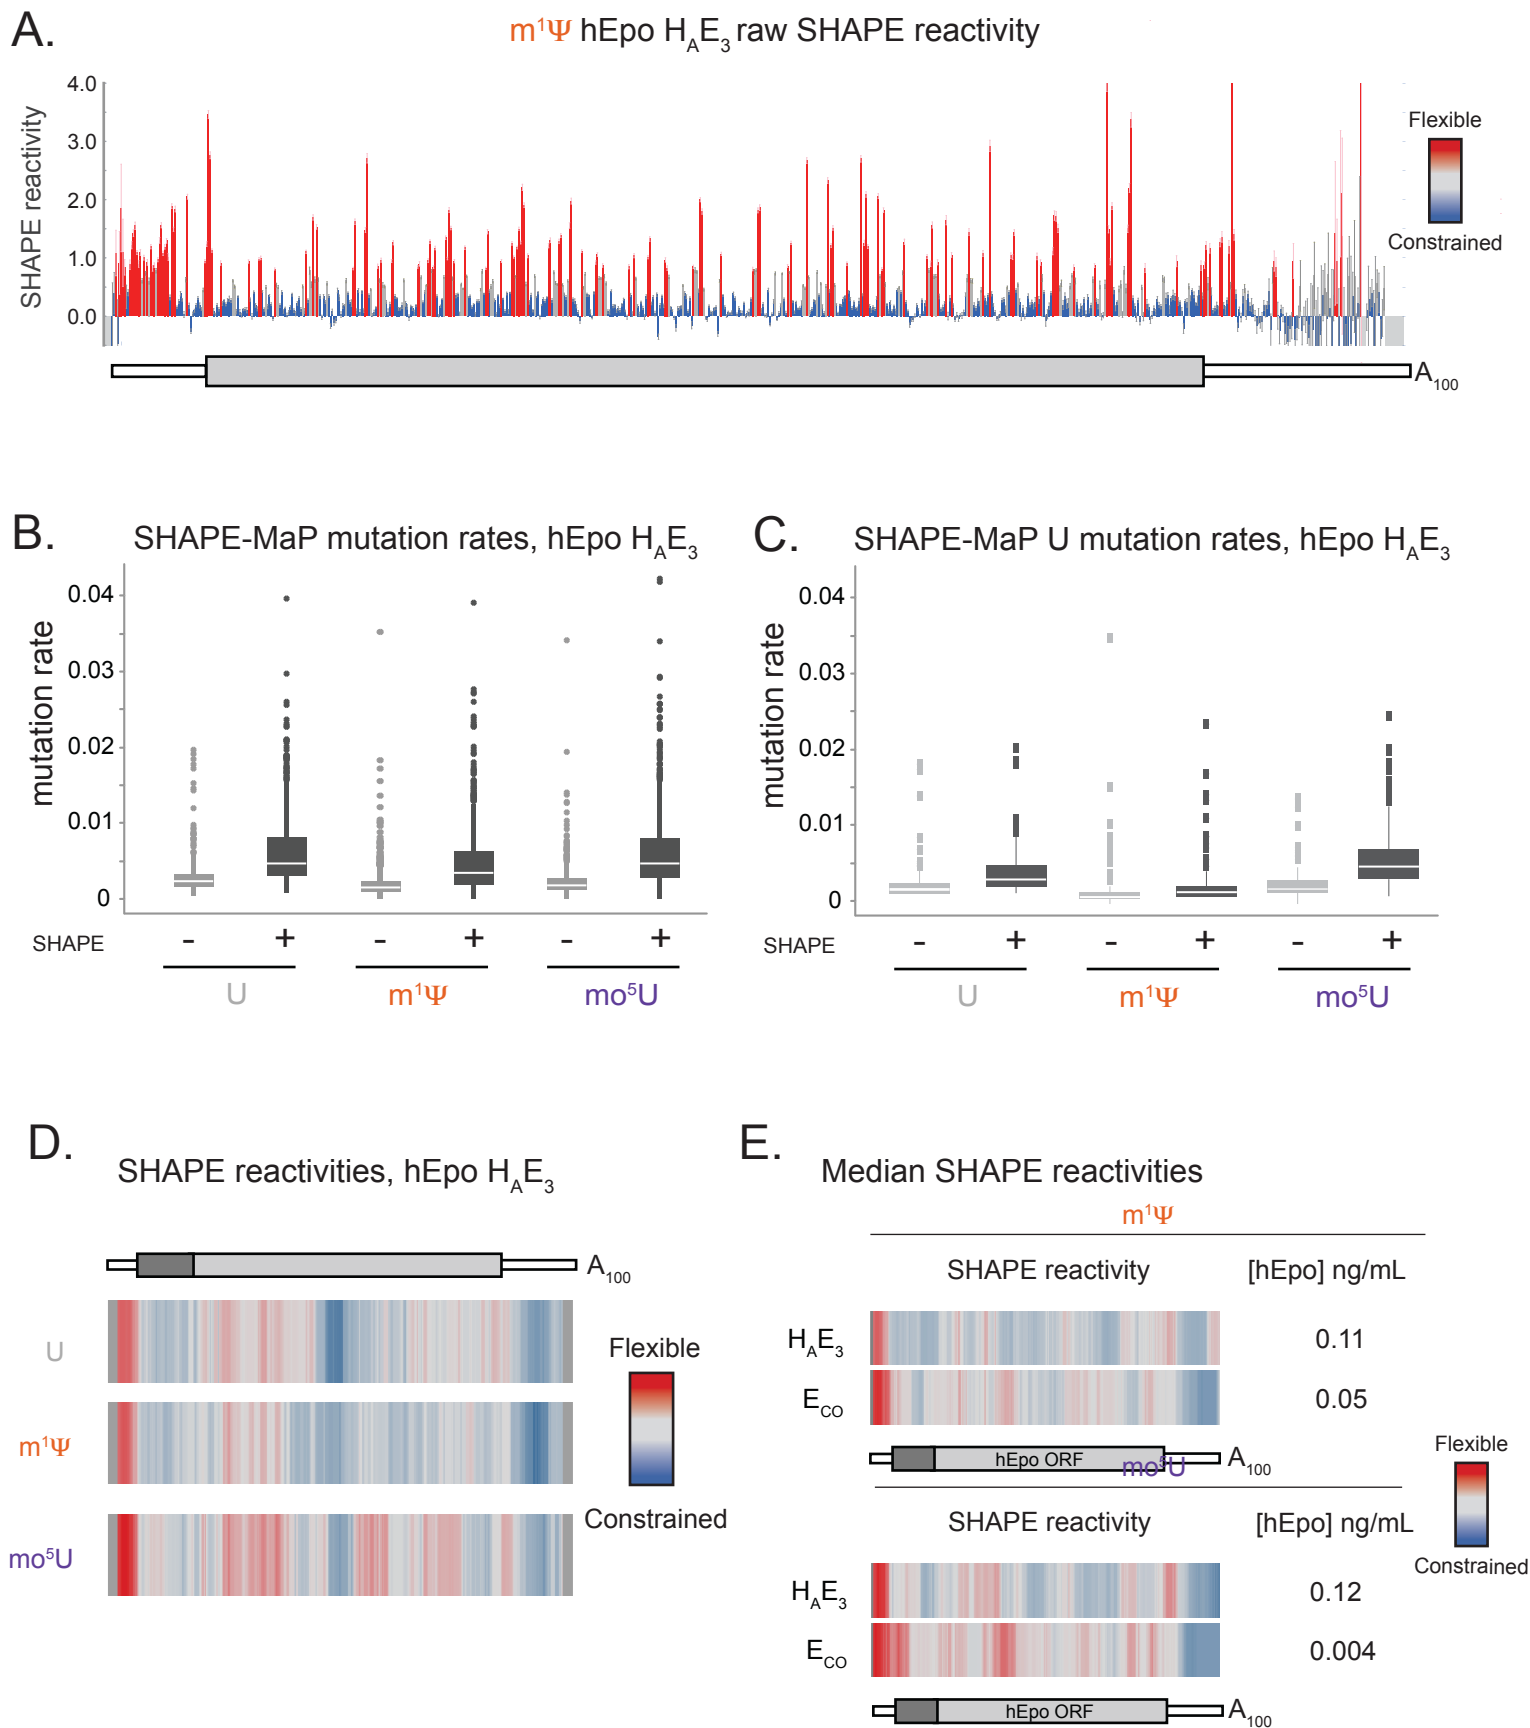 A.
m¹Ψ hEpo HAE3 raw SHAPE reactivity
SHAPE reactivity
4.0
3.0
2.0
1.0
0.0
Flexible
Constrained
A100
B.
SHAPE-MaP mutation rates, hEpo HAE3
mutation rate
0.04
0.03
0.02
0.01
0
SHAPE
- + - + - +
U m¹Ψ mo⁵U
C.
SHAPE-MaP U mutation rates, hEpo HAE3
mutation rate
0.04
0.03
0.02
0.01
0
SHAPE
- + - + - +
U m¹Ψ mo⁵U
D.
SHAPE reactivities, hEpo HAE3
A100
U
m¹Ψ
mo⁵U
Flexible
Constrained
E.
Median SHAPE reactivities
m¹Ψ
SHAPE reactivity [hEpo] ng/mL
HAE3 0.11
ECO 0.05
hEpo ORF A100
mo⁵U
SHAPE reactivity [hEpo] ng/mL
HAE3 0.12
ECO 0.004
hEpo ORF A100
Flexible
Constrained